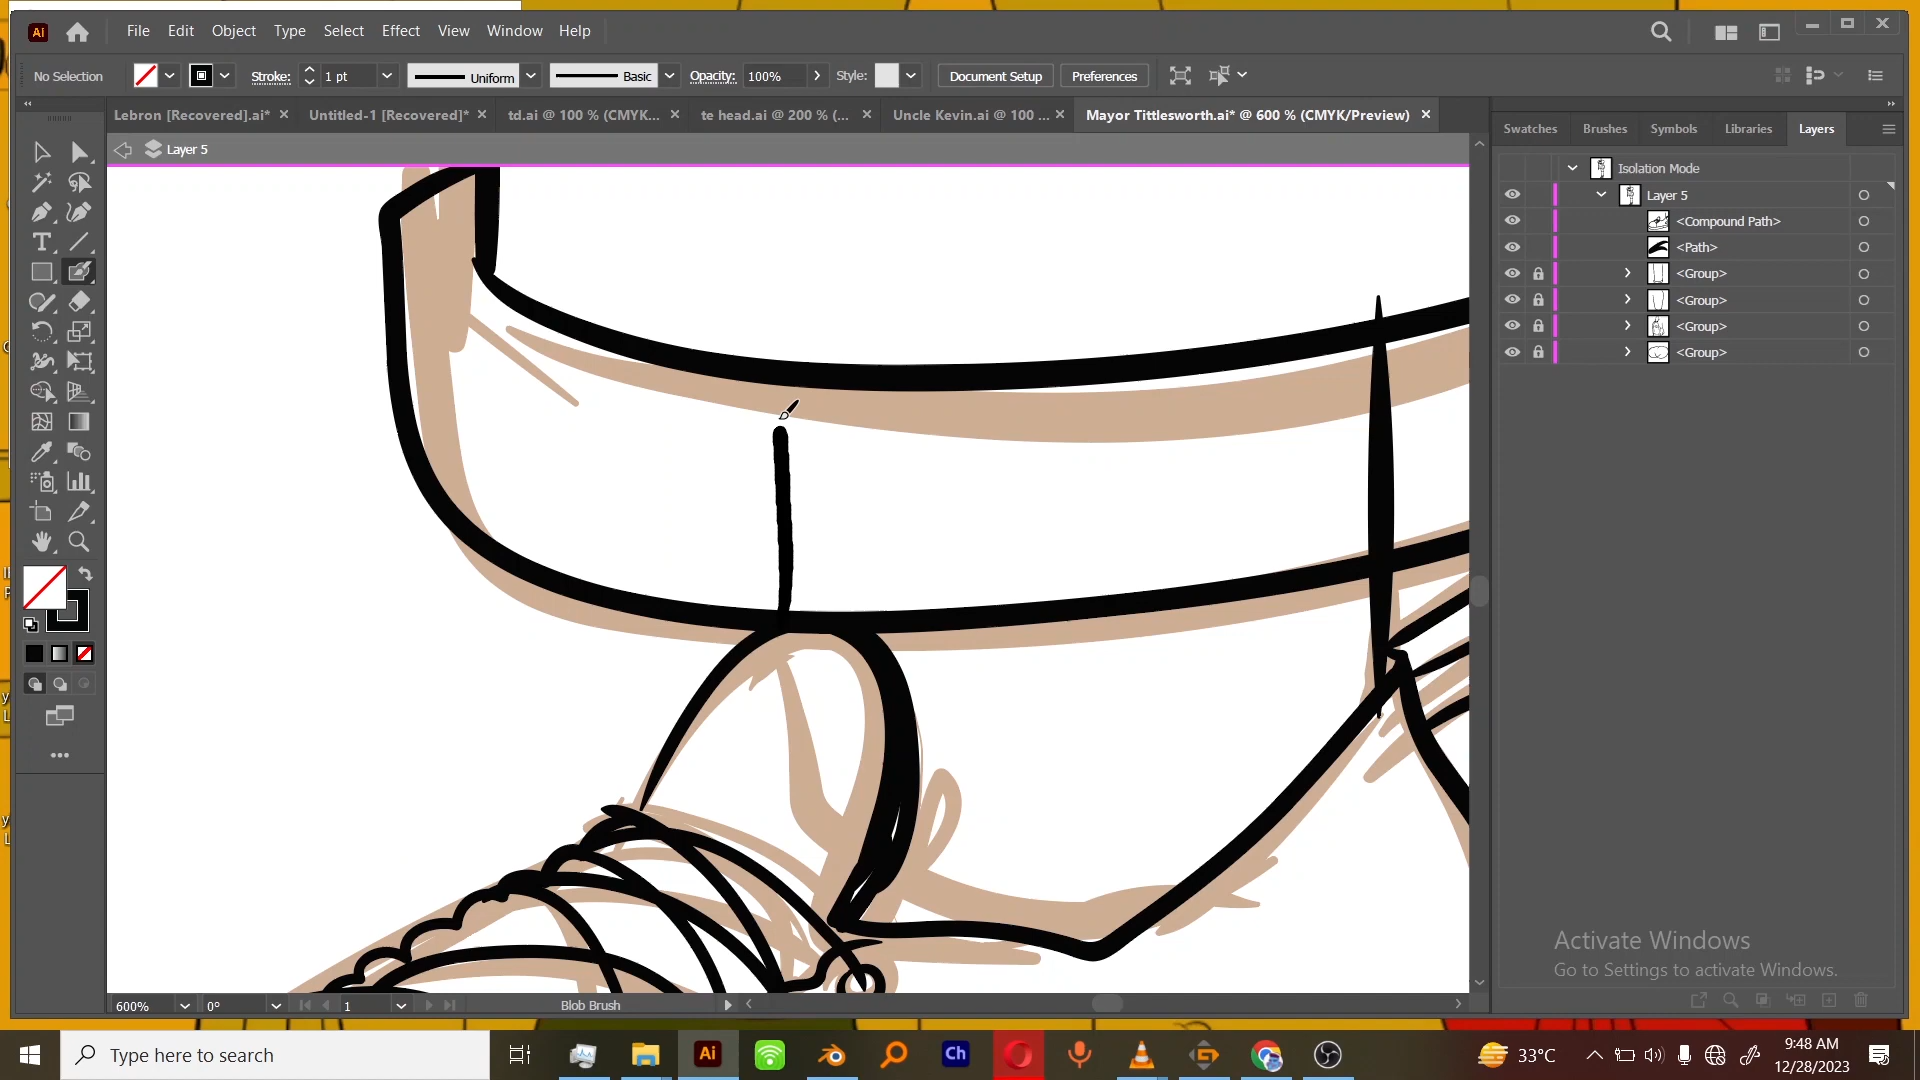 Ai File Edit Object Type Select Effect View Window Help
No Selection Stroke: 1 pt Uniform Basic Opacity: 100% Style: Document Setup Preferences
Lebron [Recovered].ai* Untitled-1 [Recovered]* td.ai @ 100 % (CMYK... te head.ai @ 200 % (... Uncle Kevin.ai @ 100 ... Mayor Tittlesworth.ai* @ 600 % (CMYK/Preview)
Swatches Brushes Symbols Libraries Layers
Layer 5
Isolation Mode
Layer 5
<Compound Path>
<Path>
<Group>
<Group>
<Group>
<Group>
Activate Windows
Go to Settings to activate Windows.
600% 0° 1 Blob Brush
Type here to search
Ai
Ch
33°C
9:48 AM
12/28/2023